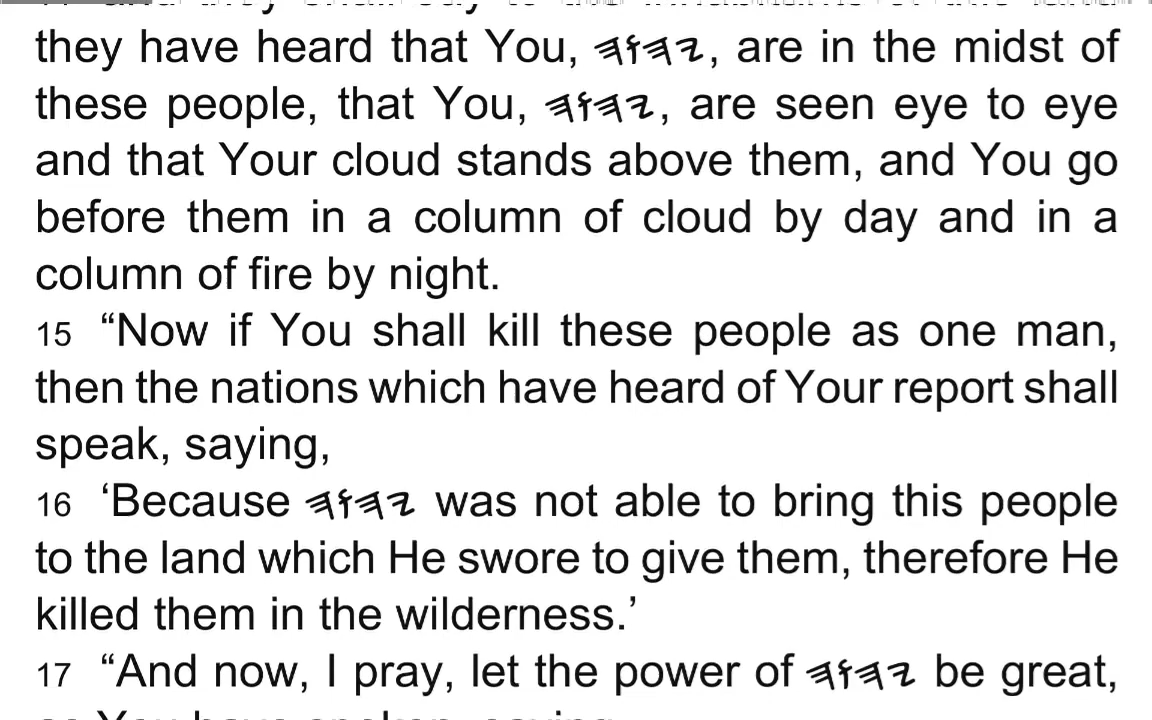 they have heard that You, 𐤉𐤄𐤅𐤄, are in the midst of
these people, that You, 𐤉𐤄𐤅𐤄, are seen eye to eye
and that Your cloud stands above them, and You go
before them in a column of cloud by day and in a
column of fire by night.
15 “Now if You shall kill these people as one man,
then the nations which have heard of Your report shall
speak, saying,
16 ‘Because 𐤉𐤄𐤅𐤄 was not able to bring this people
to the land which He swore to give them, therefore He
killed them in the wilderness.’
17 “And now, I pray, let the power of 𐤉𐤄𐤅𐤄 be great,
as You have spoken, saying